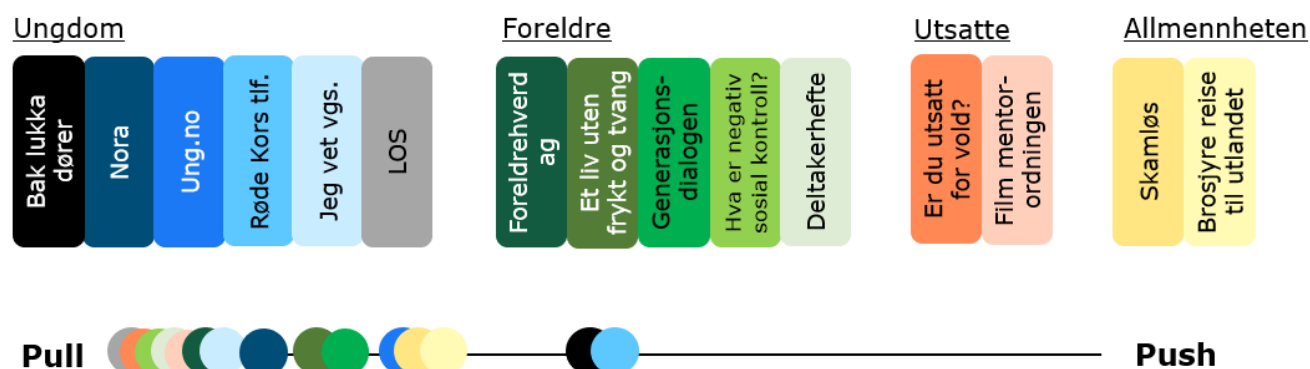 Ungdom
Foreldre
Utsatte
Allmennheten
Bak lukka
dører
Nora
Ung.no
Røde Kors tlf.
Jeg vet vgs.
LOS
Foreldrehverd
ag
Et liv uten
frykt og tvang
Generasjons-
dialogen
Hva er negativ
sosial kontroll?
Deltakerhefte
Er du utsatt
for vold?
Film mentor-
ordningen
Skamløs
Brosjyre reise
til utlandet
Pull
Push